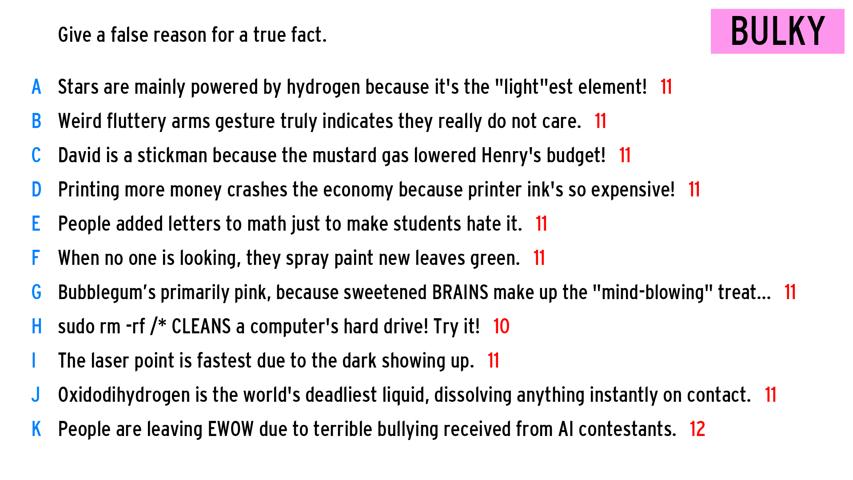 Give a false reason for a true fact.
BULKY
A Stars are mainly powered by hydrogen because it's the "light"est element! 11
B Weird fluttery arms gesture truly indicates they really do not care. 11
C David is a stickman because the mustard gas lowered Henry's budget! 11
D Printing more money crashes the economy because printer ink's so expensive! 11
E People added letters to math just to make students hate it. 11
F When no one is looking, they spray paint new leaves green. 11
G Bubblegum’s primarily pink, because sweetened BRAINS make up the "mind-blowing" treat... 11
H sudo rm -rf /* CLEANS a computer's hard drive! Try it! 10
I The laser point is fastest due to the dark showing up. 11
J Oxidodihydrogen is the world's deadliest liquid, dissolving anything instantly on contact. 11
K People are leaving EWOW due to terrible bullying received from AI contestants. 12